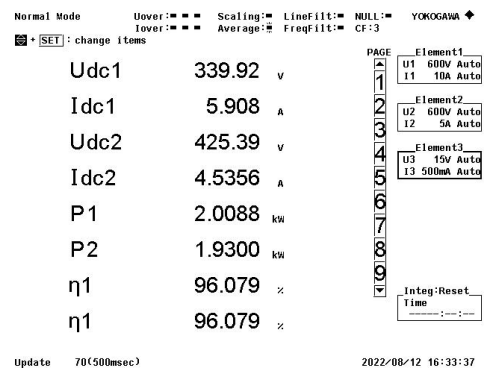 Normal Mode Uover:■ ■ ■ Scaling:■ LineFilt:■ NULL:■ YOKOGAWA ◆
Iover:■ ■ ■ Average:■ FreqFilt:■ CF:3
+ SET : change items
PAGE
Udc1 339.92 V
Idc1 5.908 A
Udc2 425.39 V
Idc2 4.5356 A
P1 2.0088 kW
P2 1.9300 kW
η1 96.079 %
η1 96.079 %
1
2
3
4
5
6
7
8
9
Element1
U1 600V Auto
I1 10A Auto
Element2
U2 600V Auto
I2 5A Auto
Element3
U3 15V Auto
I3 500mA Auto
Integ:Reset
Time
-----:--:--
Update 70(500msec) 2022/08/12 16:33:37